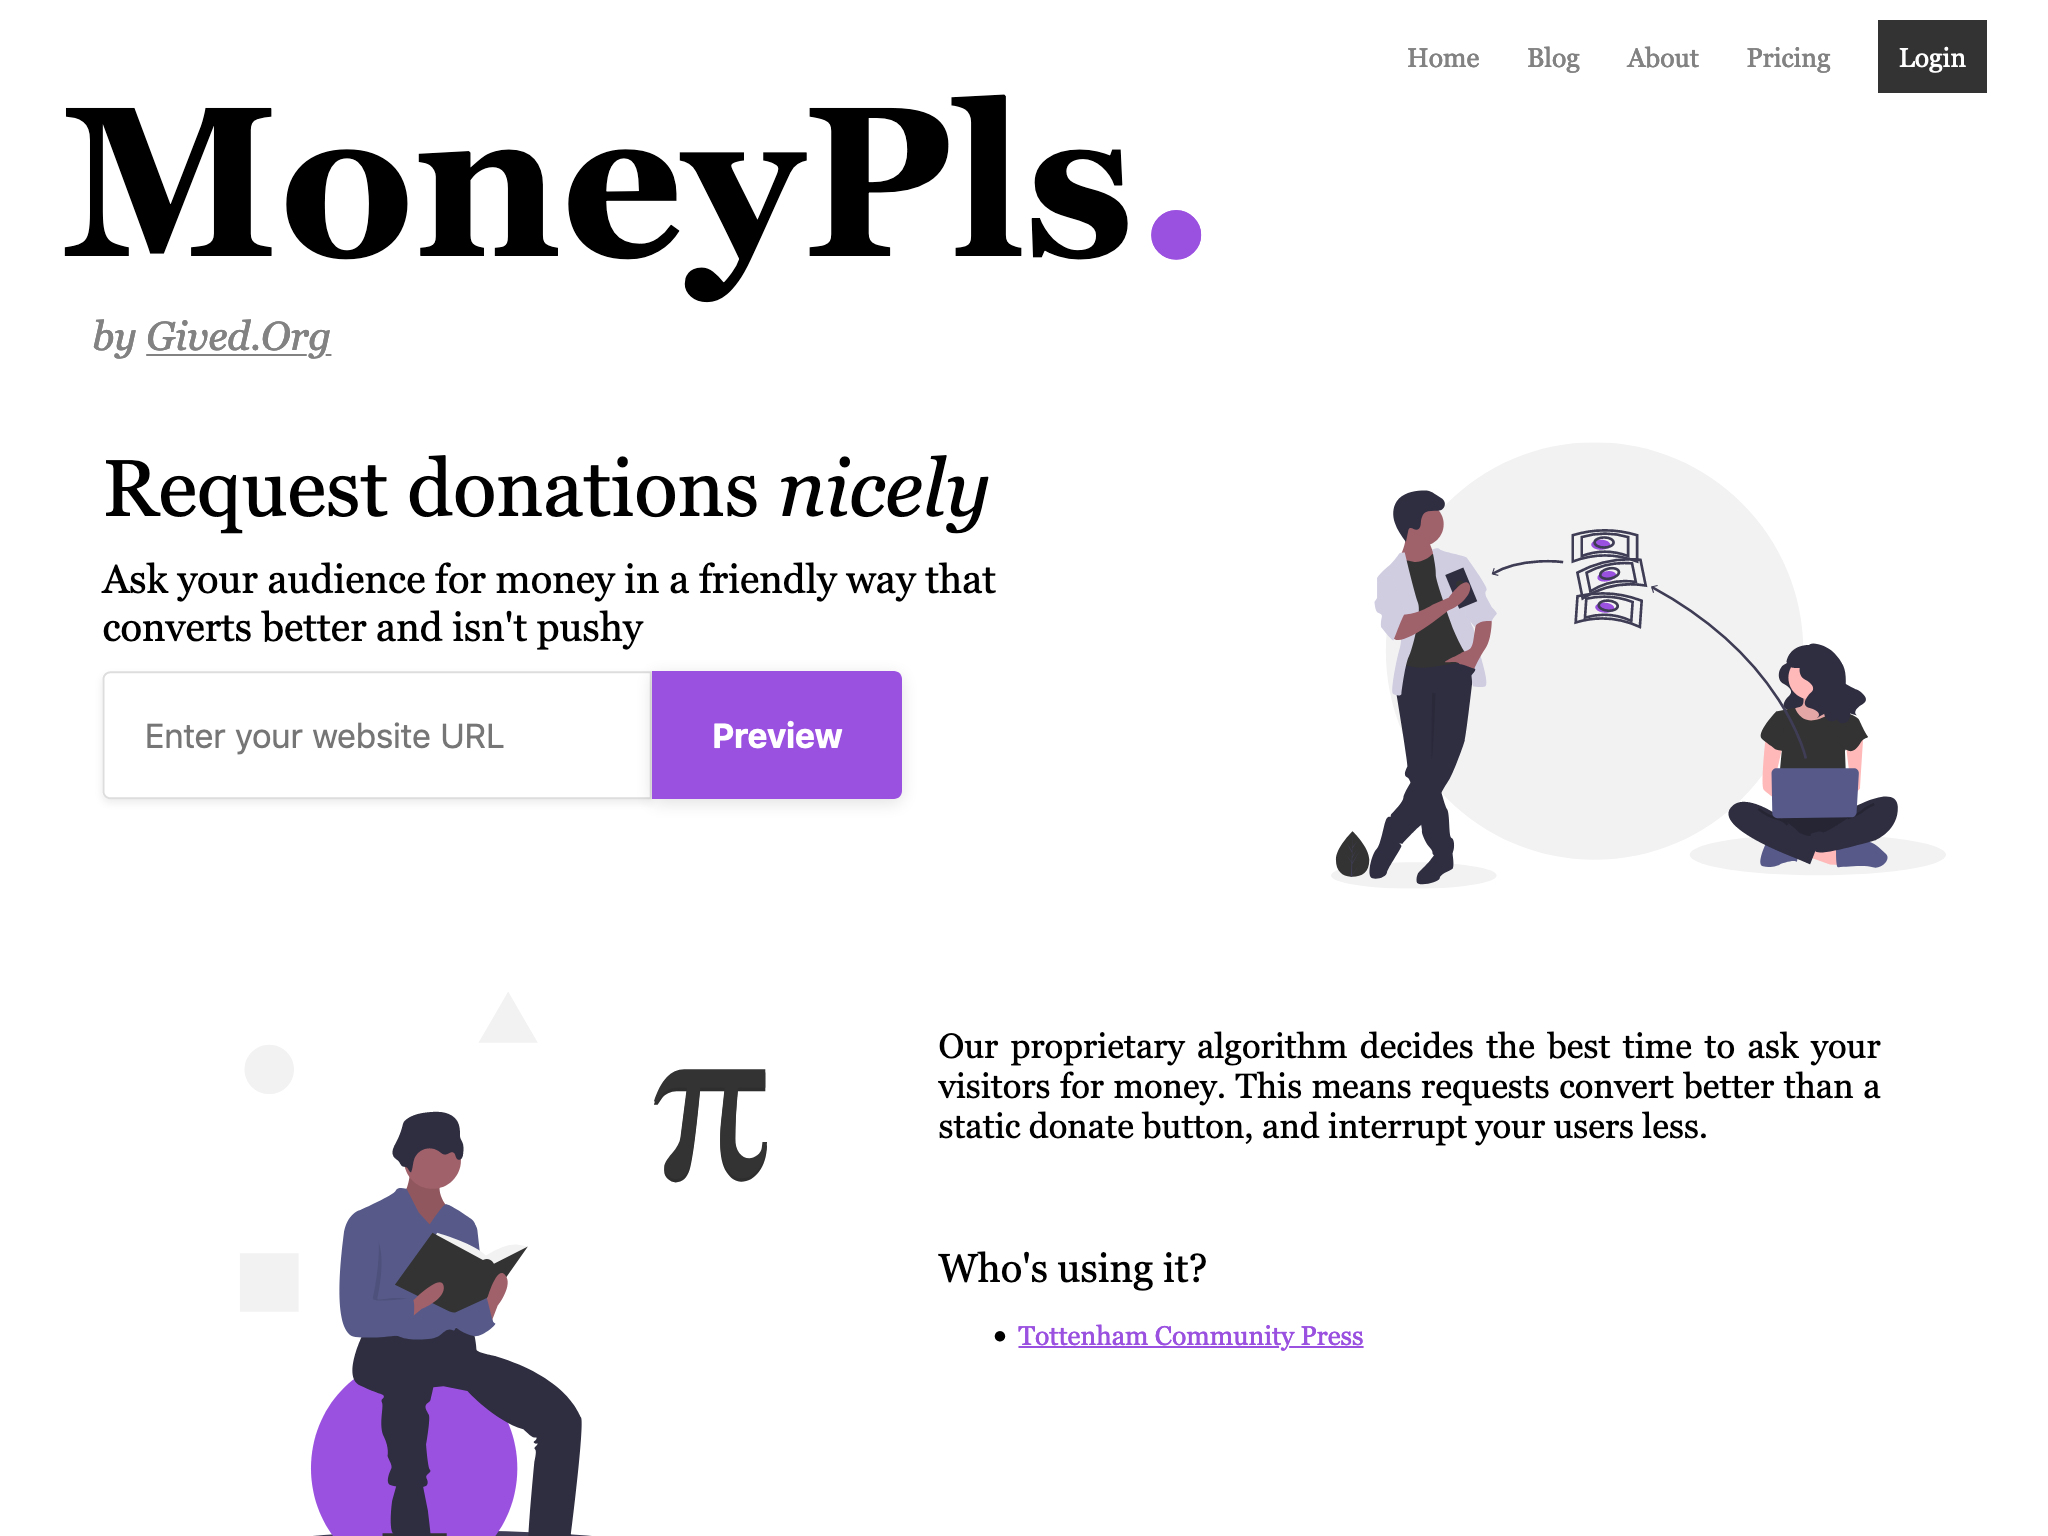 Home Blog About Pricing Login
MoneyPls.
by Gived.Org
Request donations nicely
Ask your audience for money in a friendly way that
converts better and isn't pushy
Enter your website URL Preview
π
Our proprietary algorithm decides the best time to ask your
visitors for money. This means requests convert better than a
static donate button, and interrupt your users less.
Who's using it?
• Tottenham Community Press